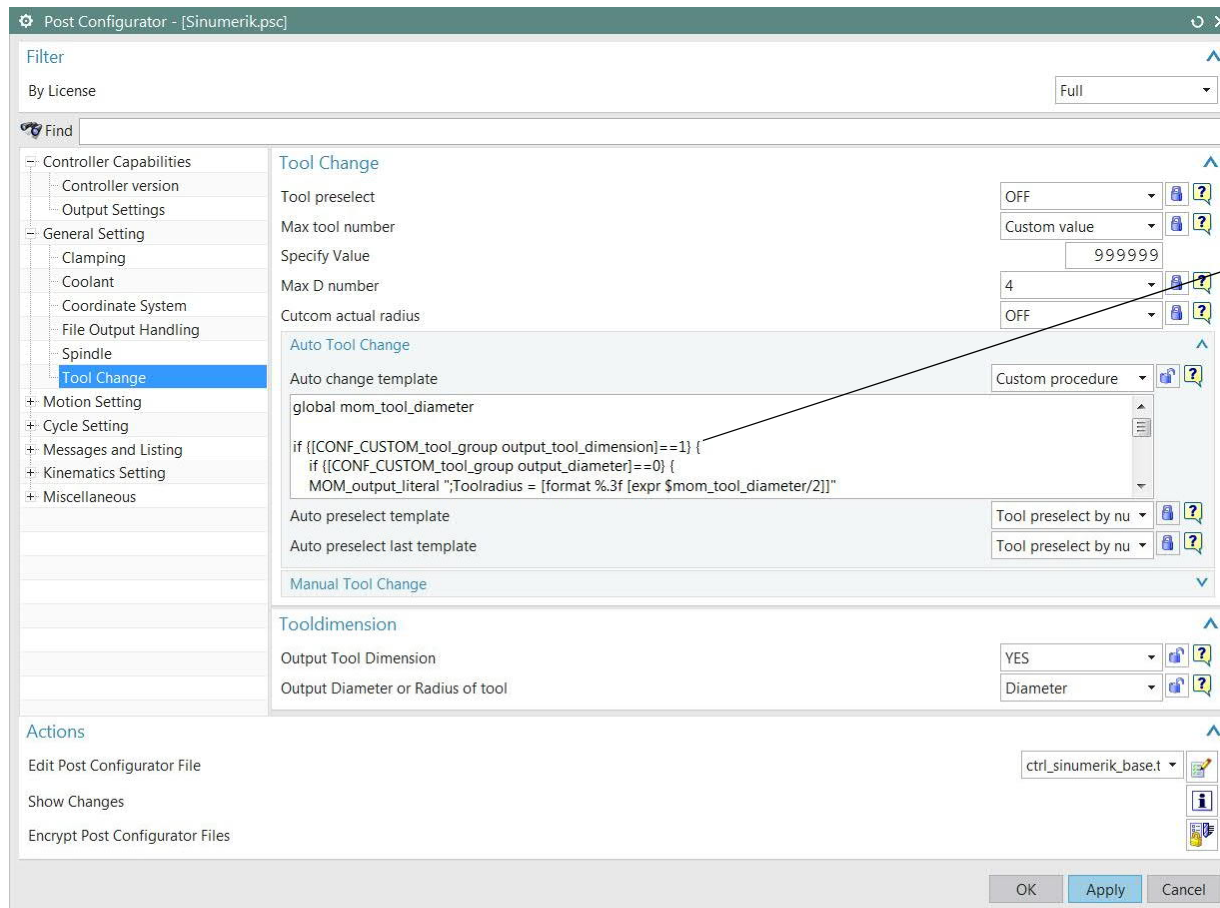 Post Configurator - [Sinumerik.psc]
Filter
By License
Full
Find
Controller Capabilities
Controller version
Output Settings
General Setting
Clamping
Coolant
Coordinate System
File Output Handling
Spindle
Tool Change
Motion Setting
Cycle Setting
Messages and Listing
Kinematics Setting
Miscellaneous
Tool Change
Tool preselect
OFF
Max tool number
Custom value
Specify Value
999999
Max D number
4
Cutcom actual radius
OFF
Auto Tool Change
Auto change template
Custom procedure
global mom_tool_diameter
if {[CONF_CUSTOM_tool_group output_tool_dimension]==1} {
if {[CONF_CUSTOM_tool_group output_diameter]==0} {
MOM_output_literal ";Toolradius = [format %.3f [expr $mom_tool_diameter/2]]"
Auto preselect template
Tool preselect by nu
Auto preselect last template
Tool preselect by nu
Manual Tool Change
Tooldimension
Output Tool Dimension
YES
Output Diameter or Radius of tool
Diameter
Actions
Edit Post Configurator File
ctrl_sinumerik_base.t
Show Changes
Encrypt Post Configurator Files
OK
Apply
Cancel